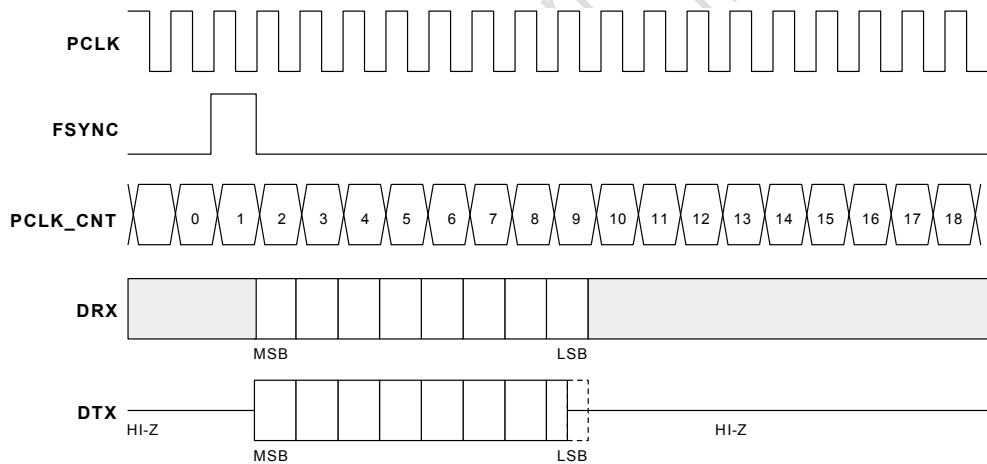 PCLK
FSYNC
PCLK_CNT 0 1 2 3 4 5 6 7 8 9 10 11 12 13 14 15 16 17 18
DRX
MSB LSB
DTX
HI-Z HI-Z
MSB LSB